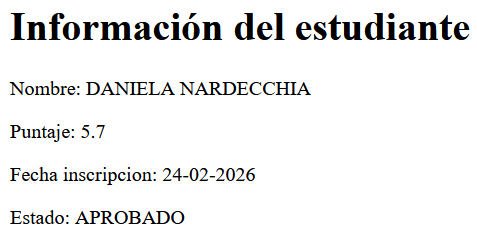 Información del estudiante
Nombre: DANIELA NARDECCHIA
Puntaje: 5.7
Fecha inscripcion: 24-02-2026
Estado: APROBADO